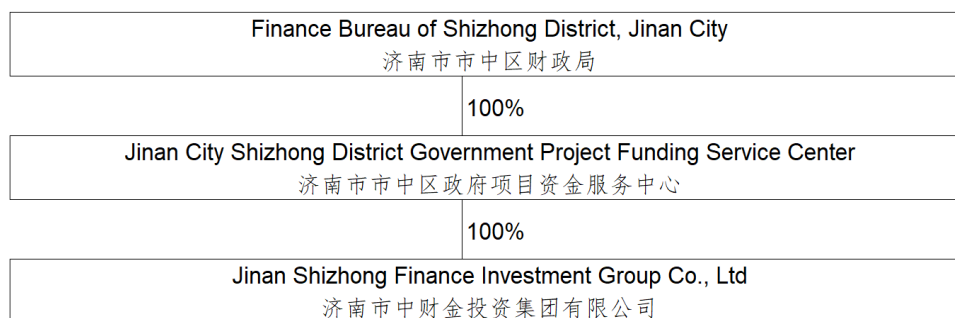 Finance Bureau of Shizhong District, Jinan City
济南市市中区财政局
100%
Jinan City Shizhong District Government Project Funding Service Center
济南市市中区政府项目资金服务中心
100%
Jinan Shizhong Finance Investment Group Co., Ltd
济南市中财金投资集团有限公司